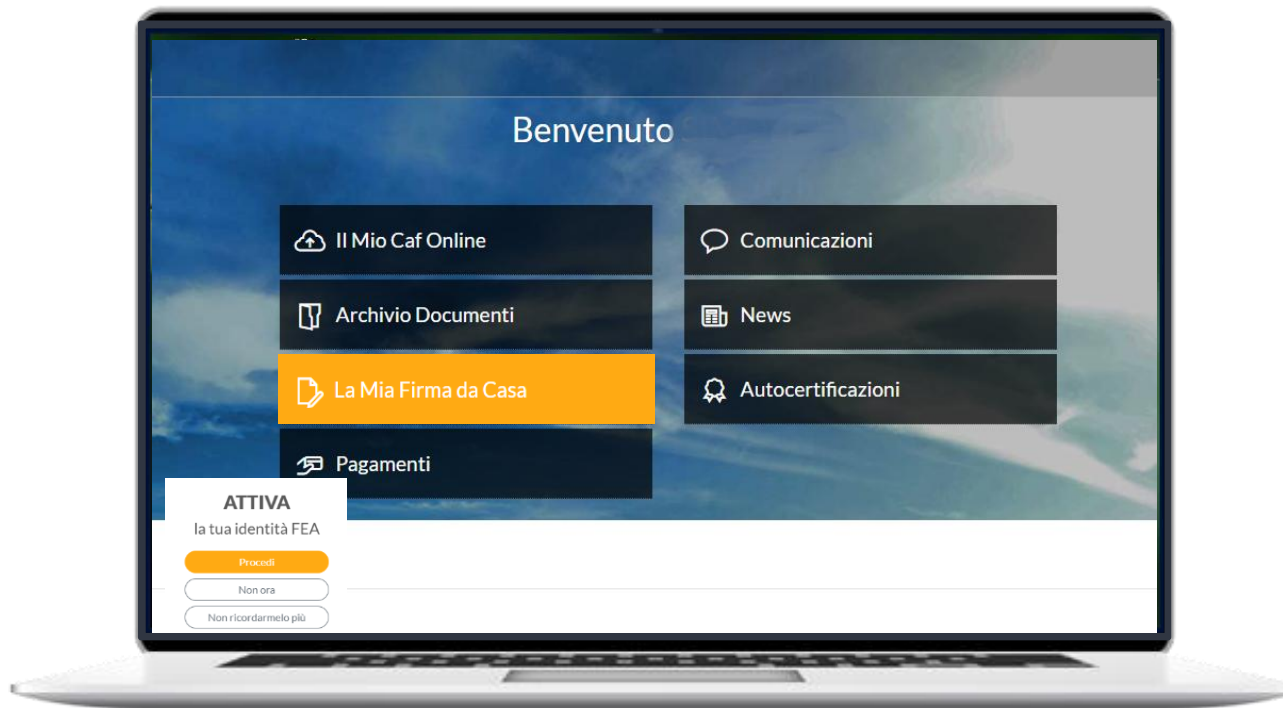 Benvenuto
Il Mio Caf Online
Archivio Documenti
La Mia Firma da Casa
Pagamenti
Comunicazioni
News
Autocertificazioni
ATTIVA
la tua identità FEA
Procedi
Non ora
Non ricordarmelo più